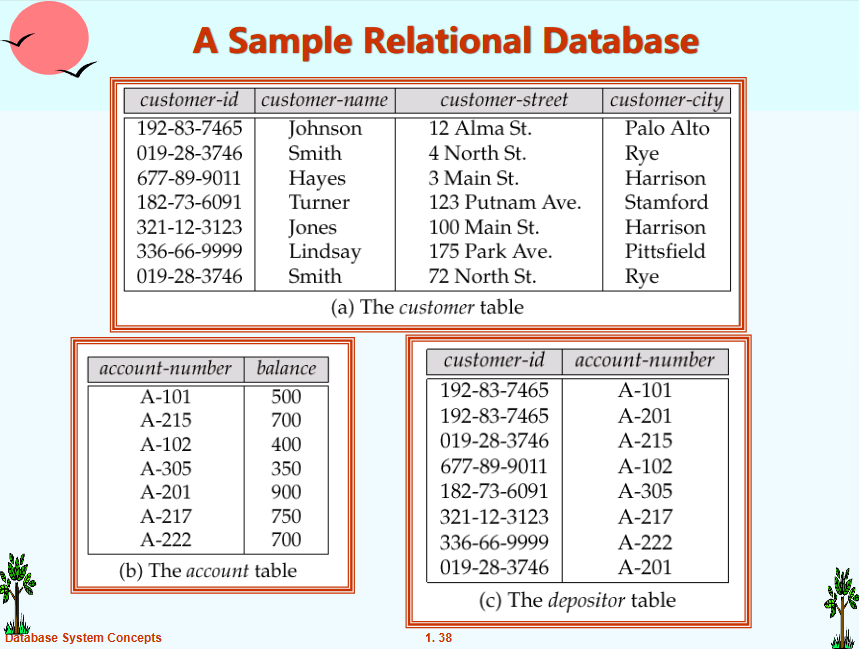 A Sample Relational Database
customer-id customer-name customer-street customer-city
192-83-7465 Johnson 12 Alma St. Palo Alto
019-28-3746 Smith 4 North St. Rye
677-89-9011 Hayes 3 Main St. Harrison
182-73-6091 Turner 123 Putnam Ave. Stamford
321-12-3123 Jones 100 Main St. Harrison
336-66-9999 Lindsay 175 Park Ave. Pittsfield
019-28-3746 Smith 72 North St. Rye
(a) The customer table
account-number balance
A-101 500
A-215 700
A-102 400
A-305 350
A-201 900
A-217 750
A-222 700
(b) The account table
customer-id account-number
192-83-7465 A-101
192-83-7465 A-201
019-28-3746 A-215
677-89-9011 A-102
182-73-6091 A-305
321-12-3123 A-217
336-66-9999 A-222
019-28-3746 A-201
(c) The depositor table
Database System Concepts 1. 38